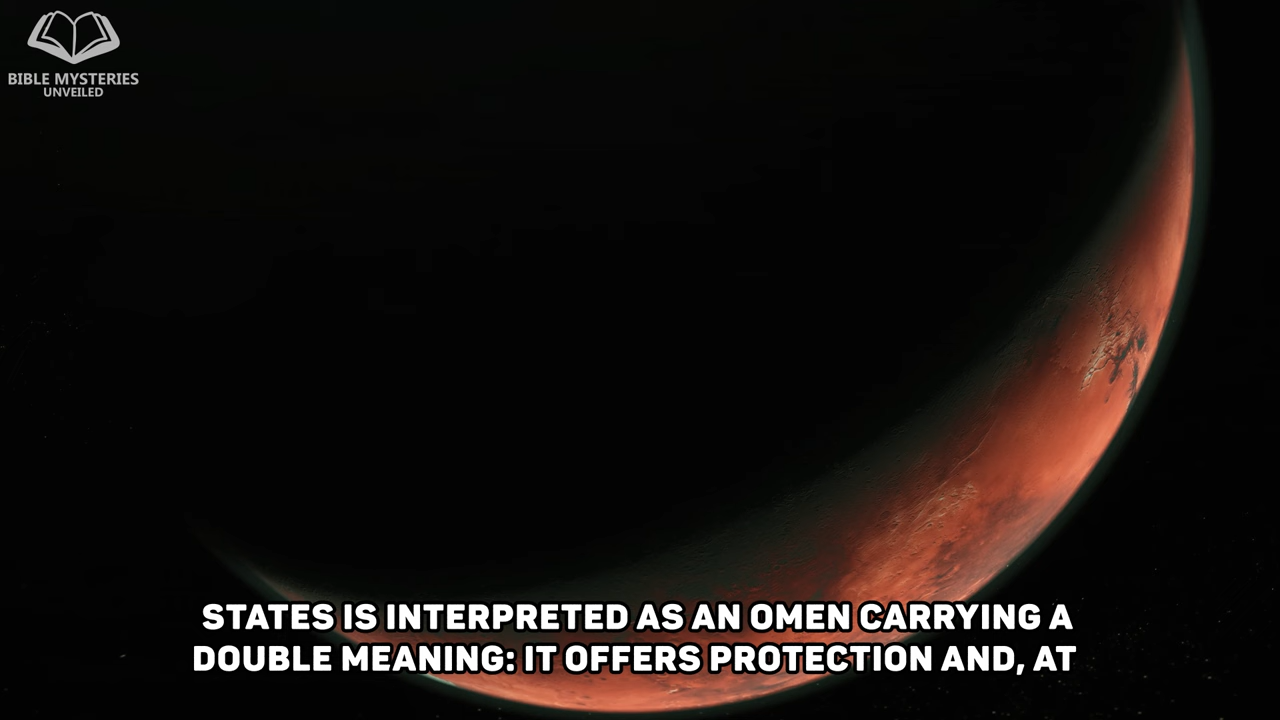 BIBLE MYSTERIES
UNVEILED
STATES IS INTERPRETED AS AN OMEN CARRYING A
DOUBLE MEANING: IT OFFERS PROTECTION AND, AT